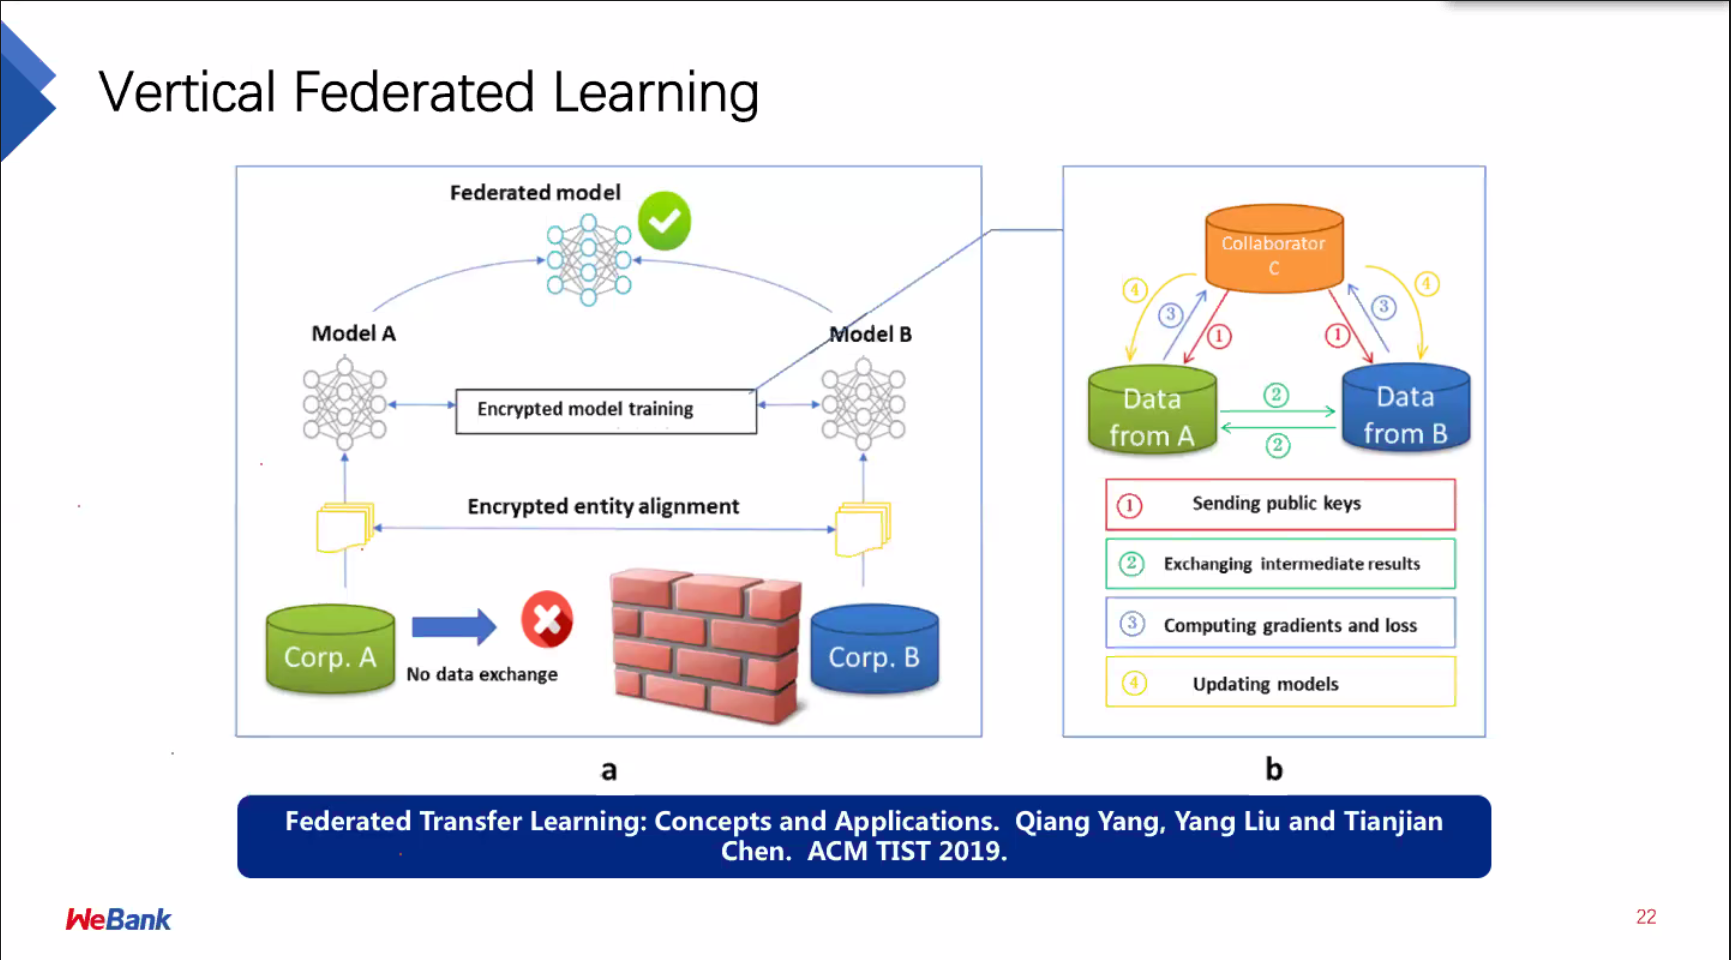 Vertical Federated Learning
Federated model
Model A
Model B
Encrypted model training
Encrypted entity alignment
Corp. A
No data exchange
Corp. B
a
Collaborator
C
4
3
1
1
3
4
Data
from A
2
2
Data
from B
1 Sending public keys
2 Exchanging intermediate results
3 Computing gradients and loss
4 Updating models
b
Federated Transfer Learning: Concepts and Applications. Qiang Yang, Yang Liu and Tianjian
Chen. ACM TIST 2019.
WeBank
22